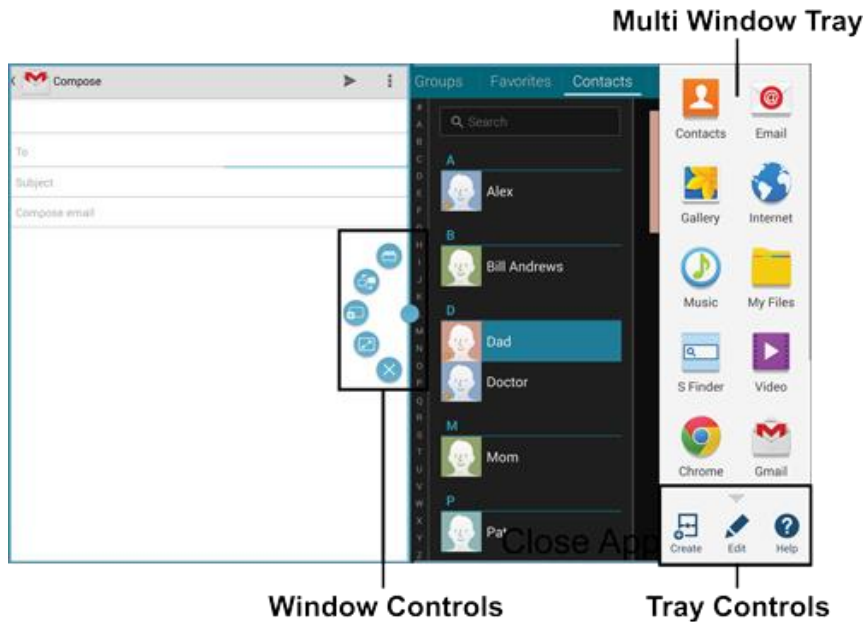 Multi Window Tray
Compose
To
Subject
Compose email
Groups Favorites Contacts
Search
#
A
B
C
D
E
F
G
H
I
J
K
M
N
O
P
Q
R
S
T
U
V
W
X
Y
Z
A
Alex
B
Bill Andrews
D
Dad
Doctor
M
Mom
P
Pat
Close App
Contacts Email
Gallery Internet
Music My Files
S Finder Video
Chrome Gmail
Create Edit Help
Window Controls
Tray Controls